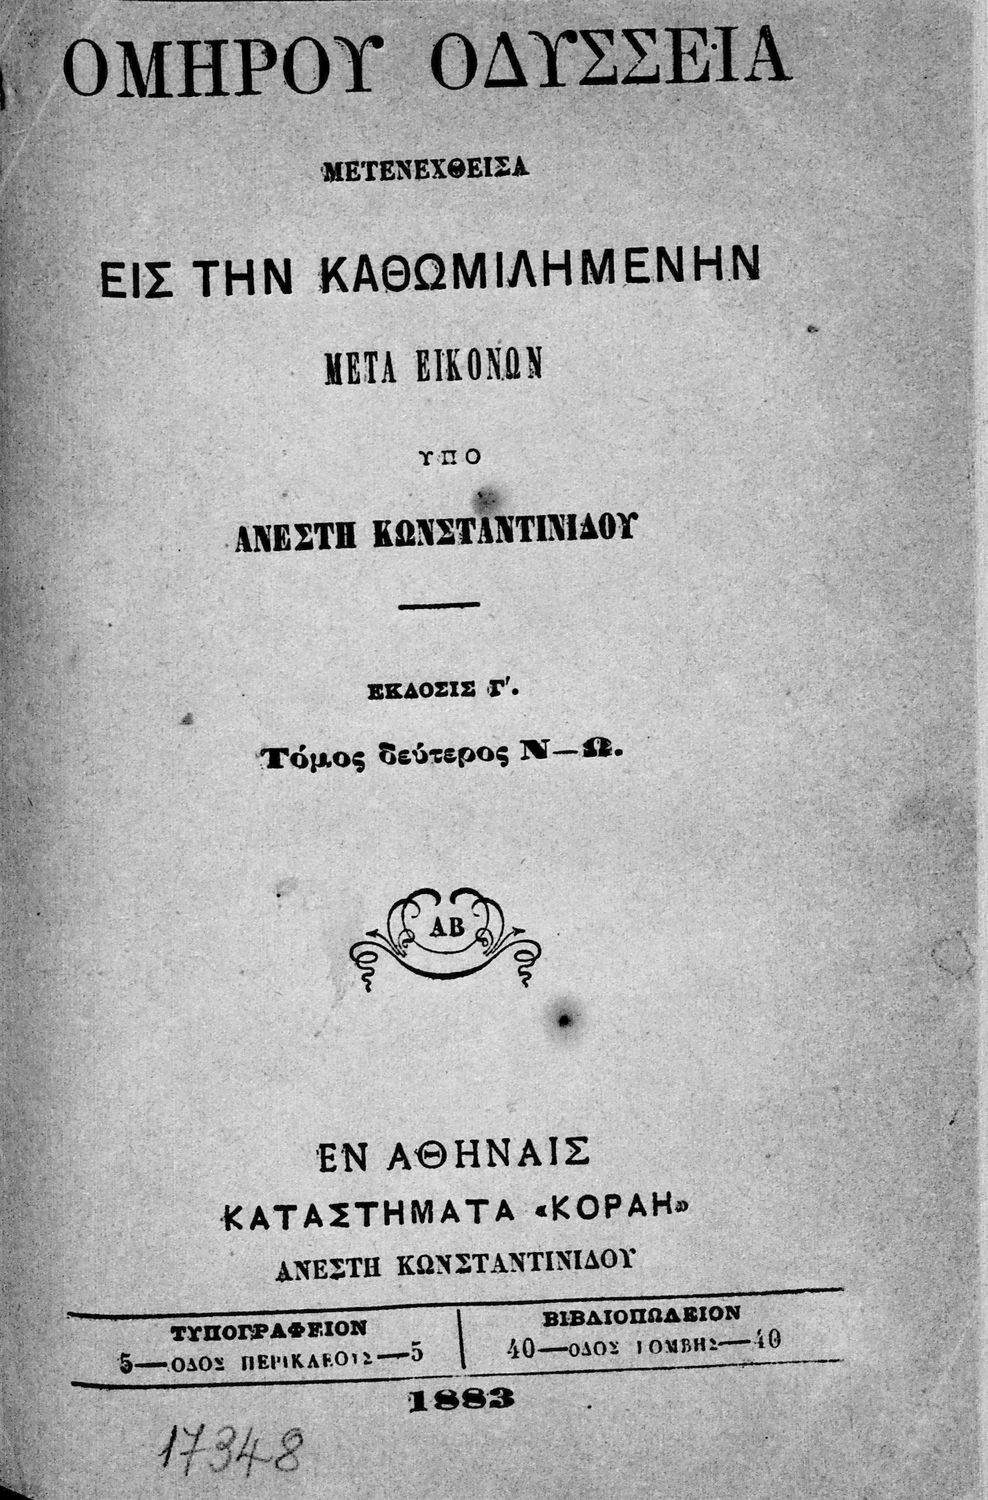 ΟΜΗΡΟΥ ΟΔΥΣΣΕΙΑ
ΜΕΤΕΝΕΧΘΕΙΣΑ
ΕΙΣ ΤΗΝ ΚΑΘΩΜΙΛΗΜΕΝΗΝ
ΜΕΤΑ ΕΙΚΟΝΩΝ
ΥΠΟ
ΑΝΕΣΤΗ ΚΩΝΣΤΑΝΤΙΝΙΔΟΥ
ΕΚΔΟΣΙΣ Γ'.
Τόμος δεύτερος Ν—Ω.
ΑΒ
ΕΝ ΑΘΗΝΑΙΣ
ΚΑΤΑΣΤΗΜΑΤΑ «ΚΟΡΑΗ»
ΑΝΕΣΤΗ ΚΩΝΣΤΑΝΤΙΝΙΔΟΥ
ΤΥΠΟΓΡΑΦΕΙΟΝ
5—ΟΔΟΣ ΠΕΡΙΚΛΕΟΥΣ—5
ΒΙΒΛΙΟΠΩΛΕΙΟΝ
40—ΟΔΟΣ ΤΟΜΒΗΣ—40
1883
17348